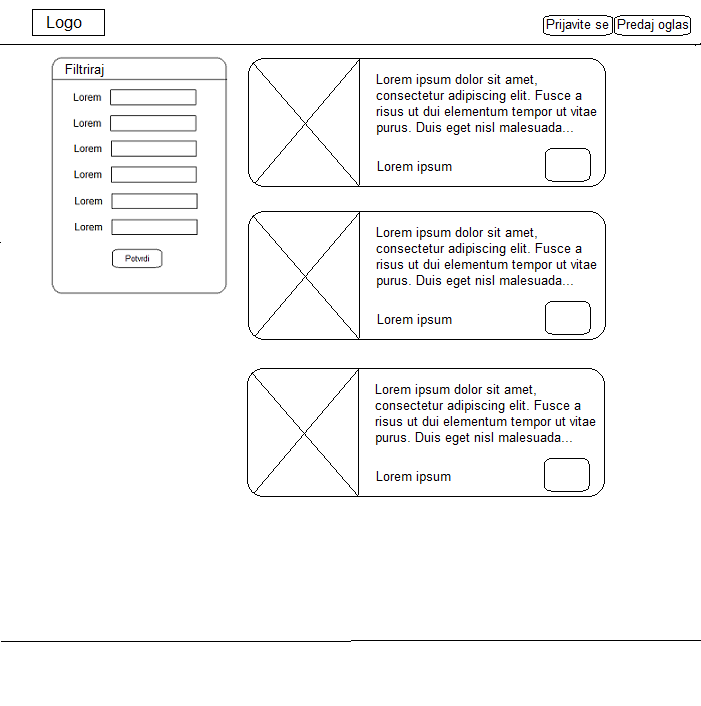 Logo
Prijavite se
Predaj oglas
Filtriraj
Lorem
Lorem
Lorem
Lorem
Lorem
Lorem
Potvrdi
Lorem ipsum dolor sit amet,
consectetur adipiscing elit. Fusce a
risus ut dui elementum tempor ut vitae
purus. Duis eget nisl malesuada...
Lorem ipsum
Lorem ipsum dolor sit amet,
consectetur adipiscing elit. Fusce a
risus ut dui elementum tempor ut vitae
purus. Duis eget nisl malesuada...
Lorem ipsum
Lorem ipsum dolor sit amet,
consectetur adipiscing elit. Fusce a
risus ut dui elementum tempor ut vitae
purus. Duis eget nisl malesuada...
Lorem ipsum